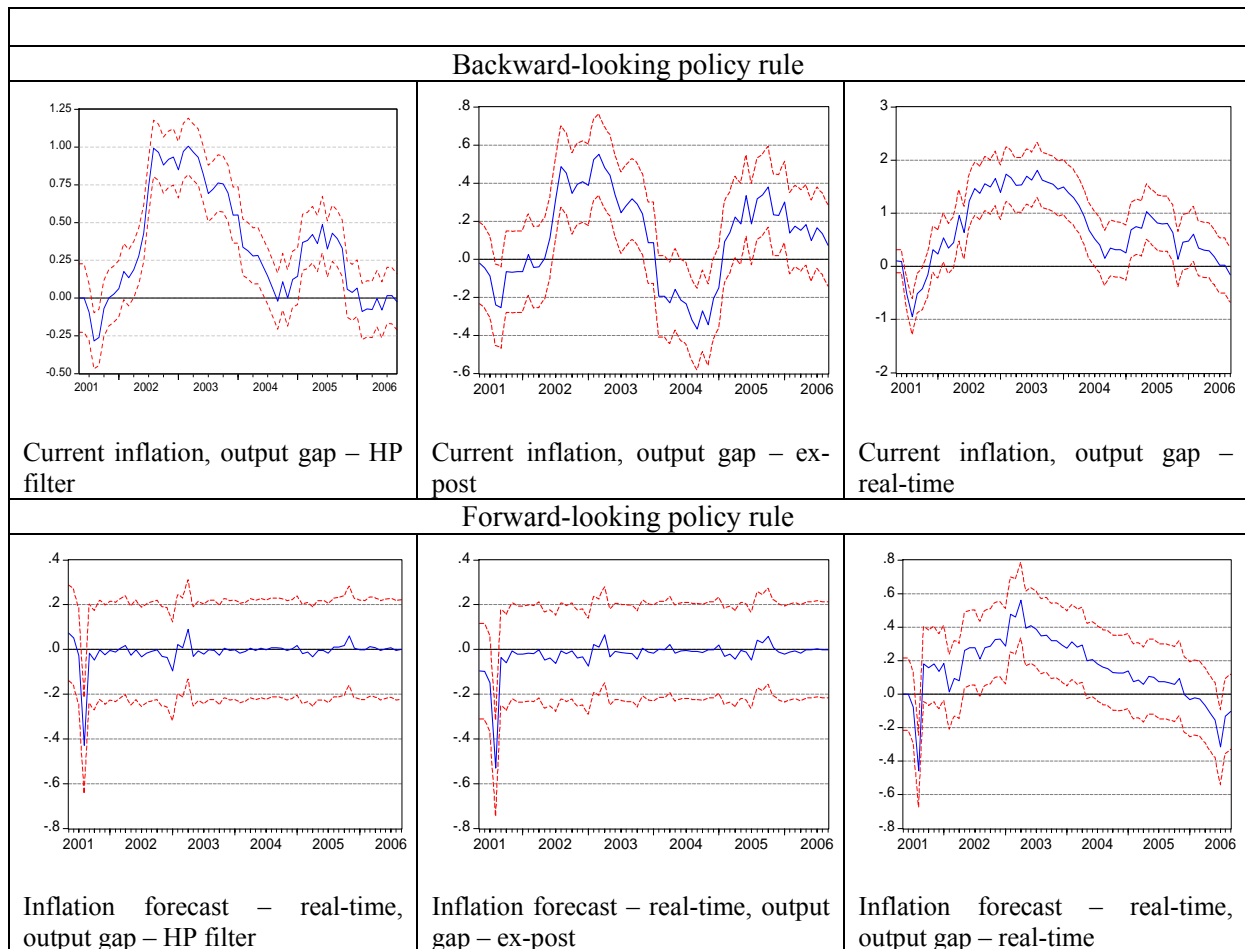 Backward-looking policy rule
1.25
1.00
0.75
0.50
0.25
0.00
-0.25
-0.50
2001 2002 2003 2004 2005 2006
.8
.6
.4
.2
.0
-.2
-.4
-.6
2001 2002 2003 2004 2005 2006
3
2
1
0
-1
-2
2001 2002 2003 2004 2005 2006
Current inflation, output gap – HP
filter
Current inflation, output gap – ex-
post
Current inflation, output gap –
real-time
Forward-looking policy rule
.4
.2
.0
-.2
-.4
-.6
-.8
2001 2002 2003 2004 2005 2006
.4
.2
.0
-.2
-.4
-.6
-.8
2001 2002 2003 2004 2005 2006
.8
.6
.4
.2
.0
-.2
-.4
-.6
-.8
2001 2002 2003 2004 2005 2006
Inflation forecast – real-time,
output gap – HP filter
Inflation forecast – real-time, output
gap – ex-post
Inflation forecast – real-time,
output gap – real-time